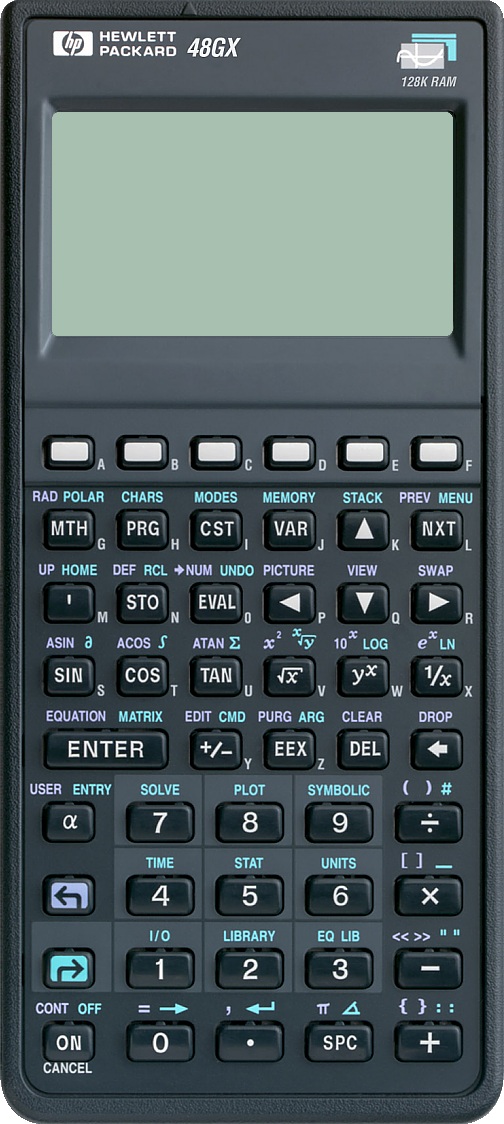 hp HEWLETT PACKARD 48GX
128K RAM
A B C D E F
RAD POLAR CHARS MODES MEMORY STACK PREV MENU
MTH G PRG H CST I VAR J ▲ K NXT L
UP HOME DEF RCL →NUM UNDO PICTURE VIEW SWAP
' M STO N EVAL O ◀ P ▼ Q ▶ R
ASIN ∂ ACOS ∫ ATAN Σ x² ˣ√y 10ˣ LOG eˣ LN
SIN S COS T TAN U √x V yˣ W 1/x X
EQUATION MATRIX EDIT CMD PURG ARG CLEAR DROP
ENTER +/− Y EEX Z DEL ←
USER ENTRY SOLVE PLOT SYMBOLIC ( ) #
α 7 8 9 ÷
TIME STAT UNITS [ ] _
↰ 4 5 6 ×
I/O LIBRARY EQ LIB << >> " "
↱ 1 2 3 −
CONT OFF = → , ↵ π ∡ { } : :
ON 0 . SPC +
CANCEL